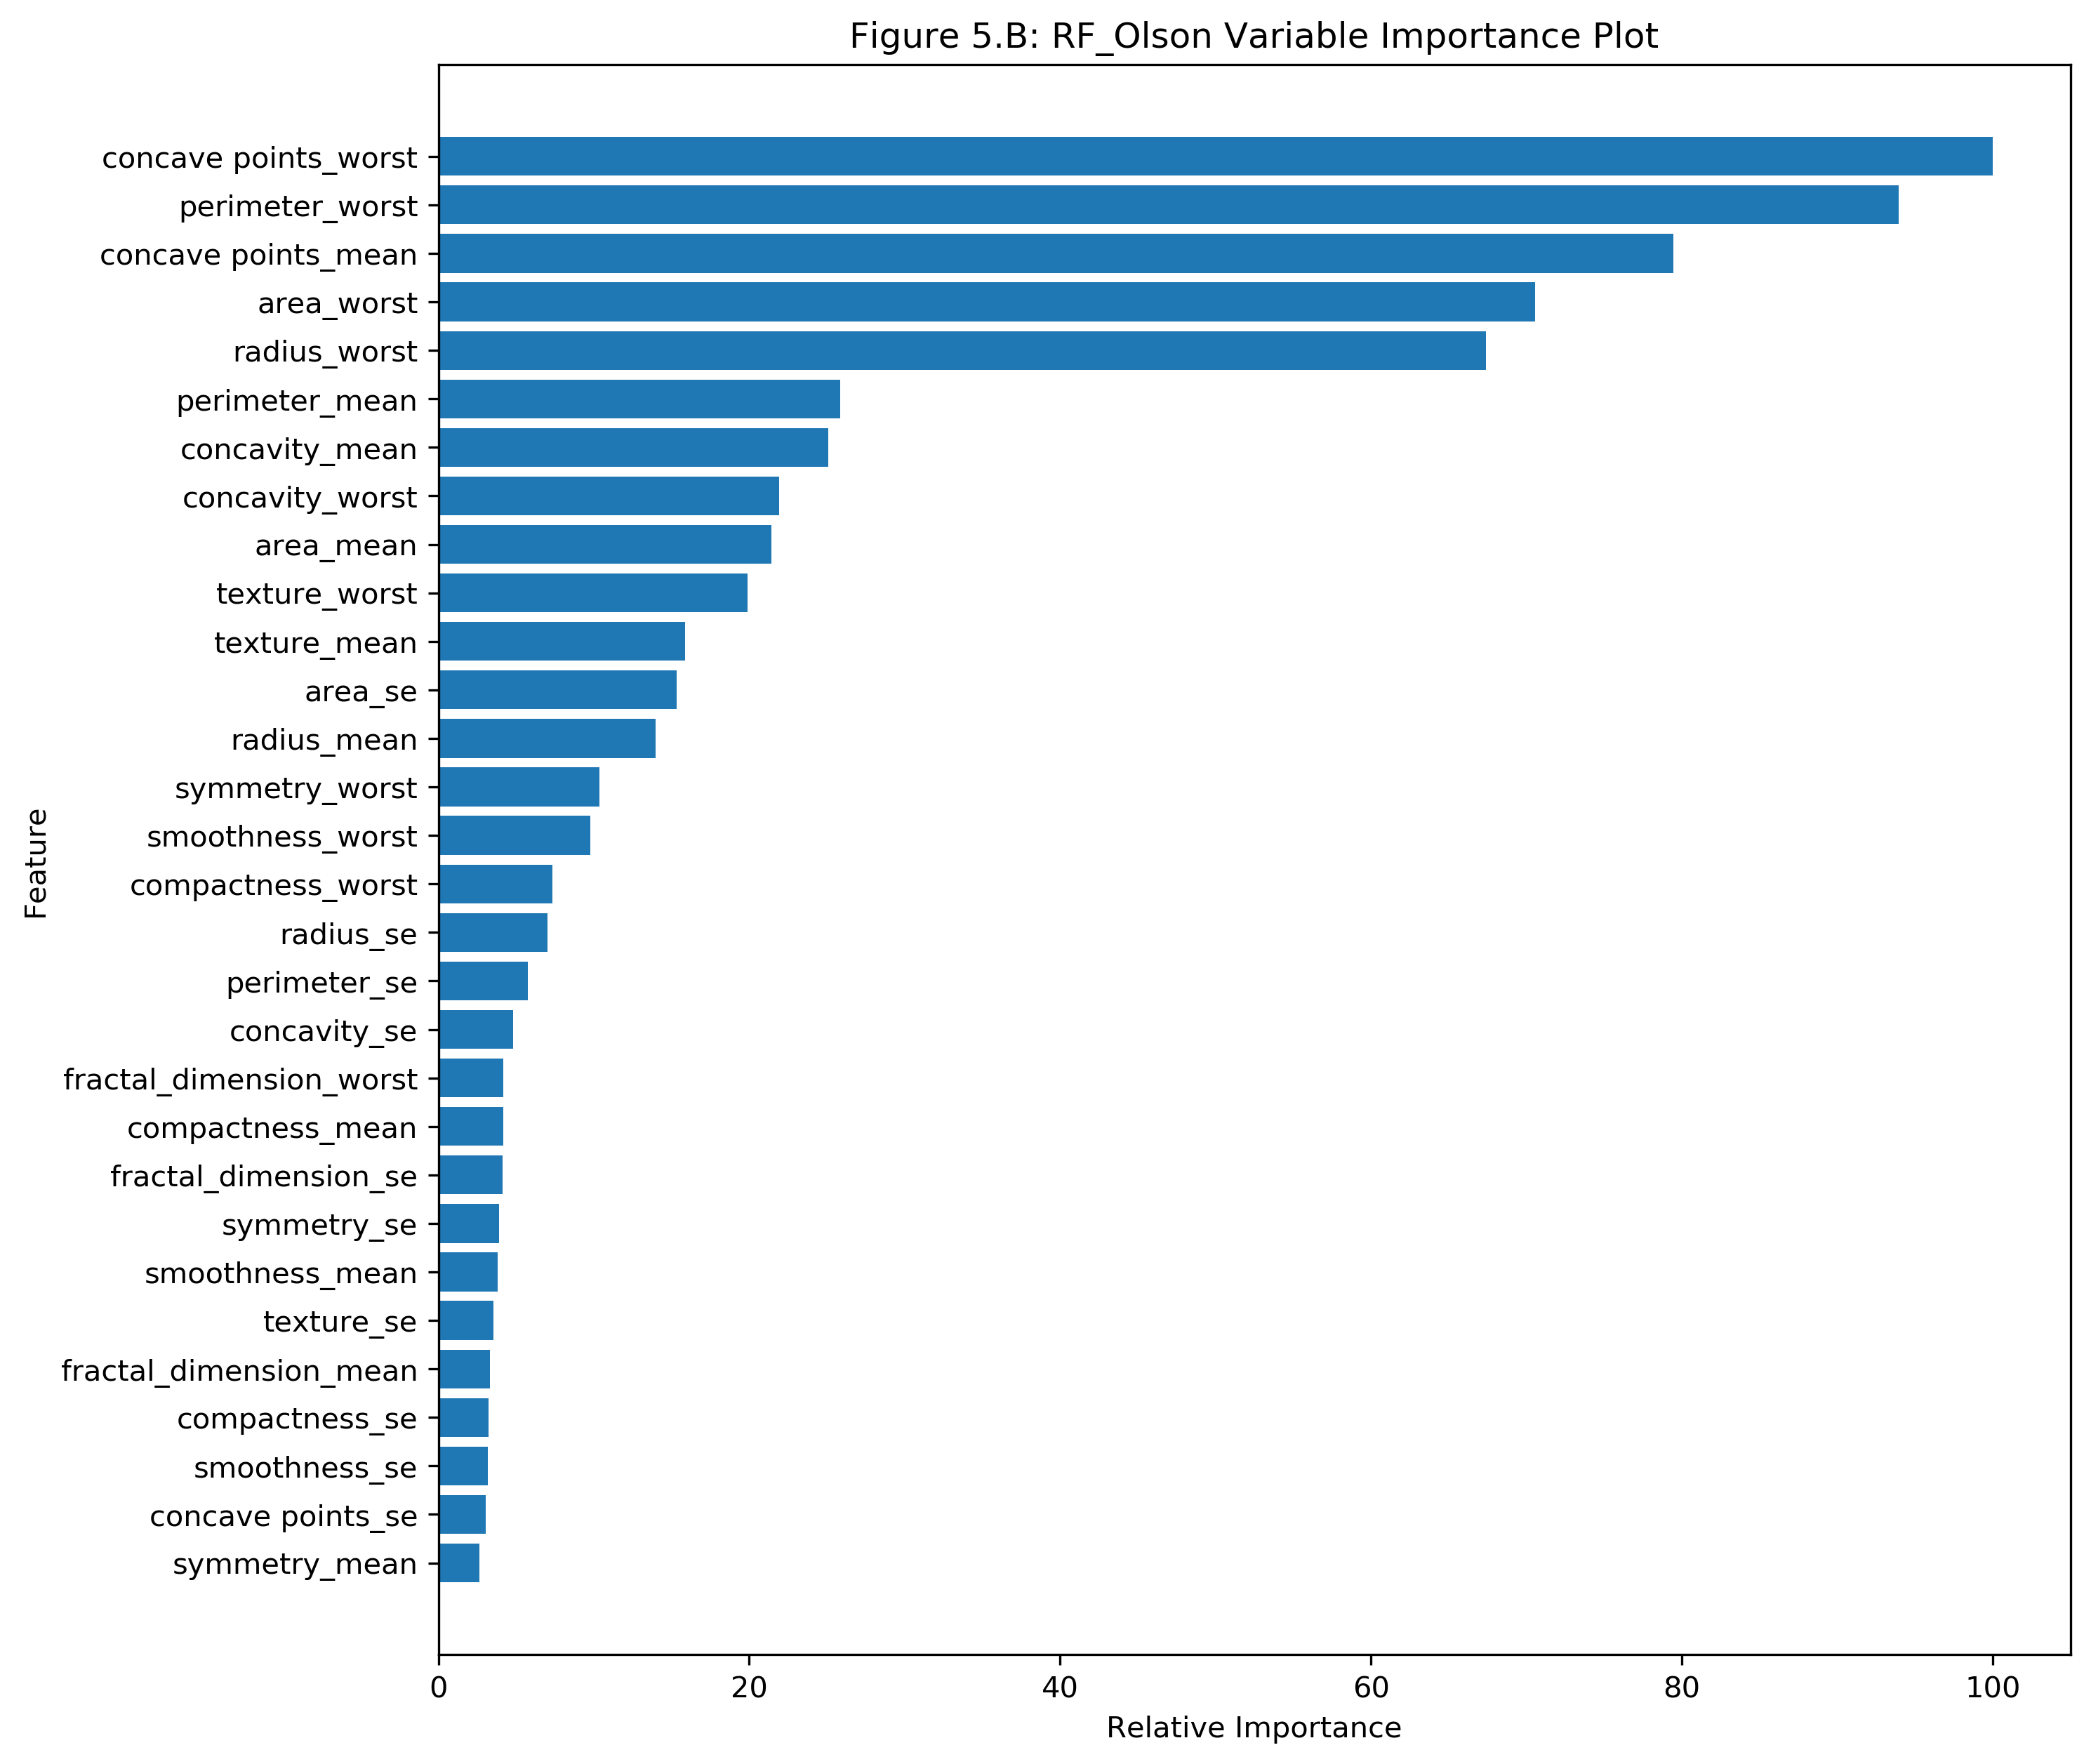 Figure 5.B: RF_Olson Variable Importance Plot
concave points_worst
perimeter_worst
concave points_mean
area_worst
radius_worst
perimeter_mean
concavity_mean
concavity_worst
area_mean
texture_worst
texture_mean
area_se
radius_mean
symmetry_worst
smoothness_worst
compactness_worst
radius_se
perimeter_se
concavity_se
fractal_dimension_worst
compactness_mean
fractal_dimension_se
symmetry_se
smoothness_mean
texture_se
fractal_dimension_mean
compactness_se
smoothness_se
concave points_se
symmetry_mean
Feature
0 20 40 60 80 100
Relative Importance